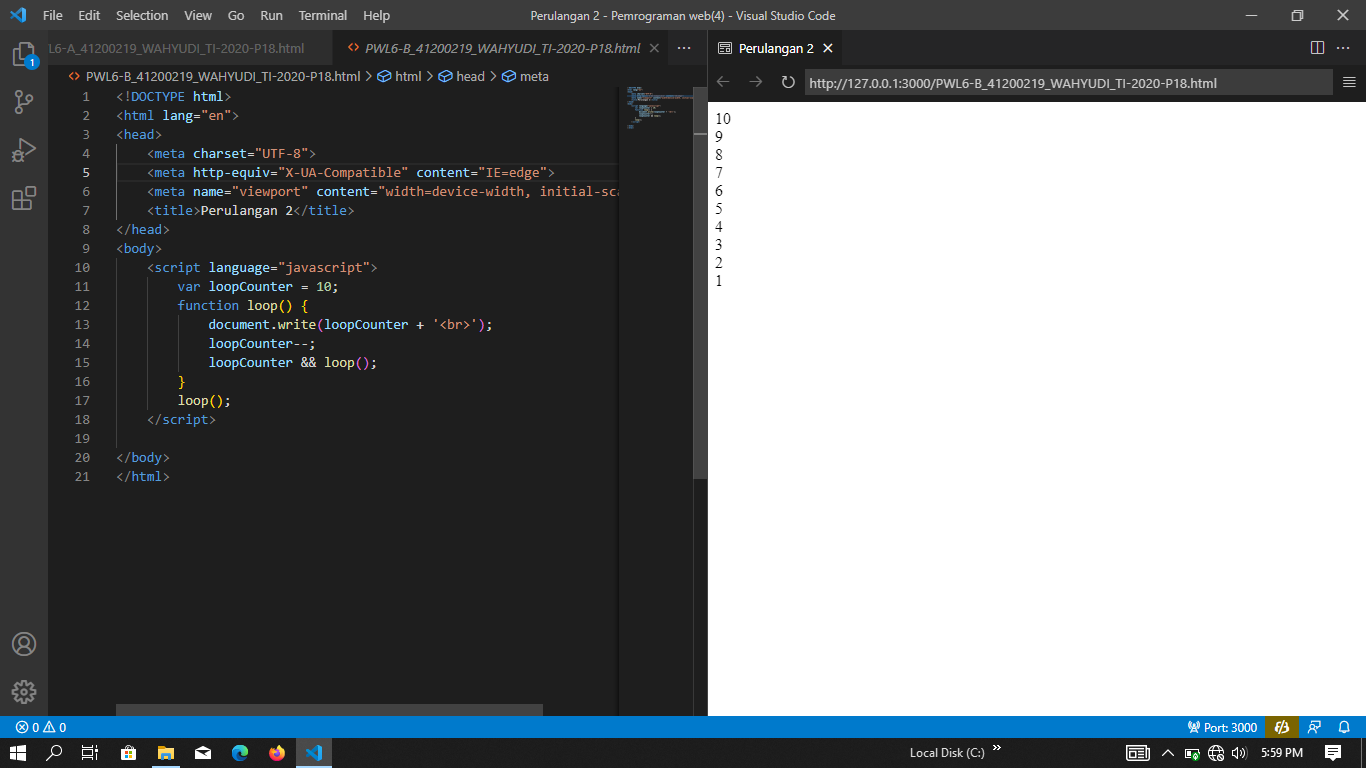 File Edit Selection View Go Run Terminal Help
Perulangan 2 - Pemrograman web(4) - Visual Studio Code
L6-A_41200219_WAHYUDI_TI-2020-P18.html
PWL6-B_41200219_WAHYUDI_TI-2020-P18.html
PWL6-B_41200219_WAHYUDI_TI-2020-P18.html > html > head > meta
1 <!DOCTYPE html>
2 <html lang="en">
3 <head>
4 <meta charset="UTF-8">
5 <meta http-equiv="X-UA-Compatible" content="IE=edge">
6 <meta name="viewport" content="width=device-width, initial-sca
7 <title>Perulangan 2</title>
8 </head>
9 <body>
10 <script language="javascript">
11 var loopCounter = 10;
12 function loop() {
13 document.write(loopCounter + '<br>');
14 loopCounter--;
15 loopCounter && loop();
16 }
17 loop();
18 </script>
19
20 </body>
21 </html>
Perulangan 2
http://127.0.0.1:3000/PWL6-B_41200219_WAHYUDI_TI-2020-P18.html
10
9
8
7
6
5
4
3
2
1
1
0 0
Port: 3000
Local Disk (C:) »
5:59 PM